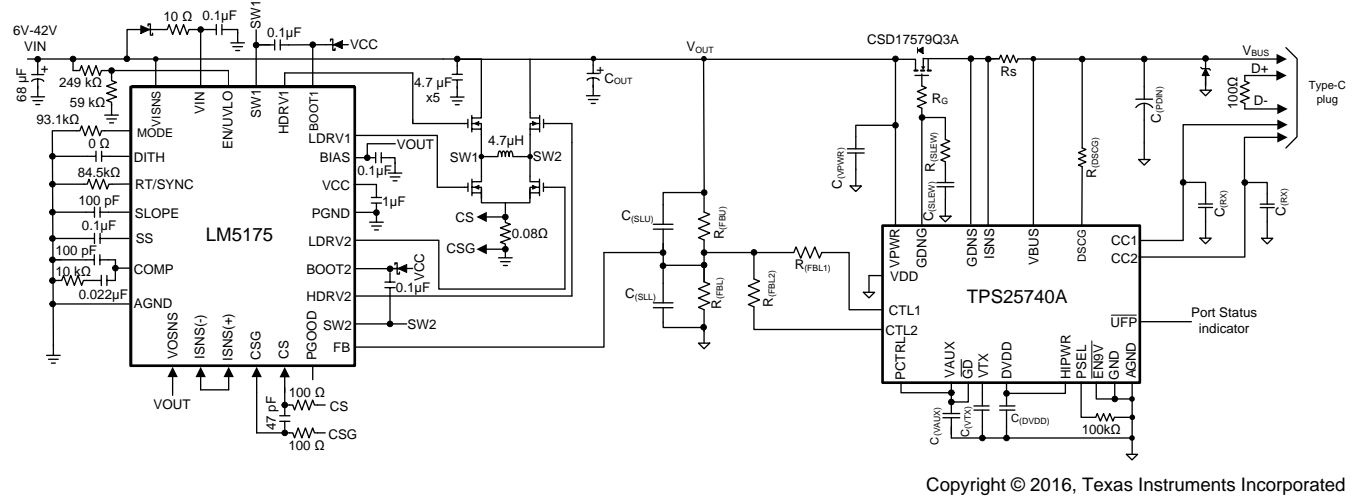 6V-42V
VIN
68 µF
+
10 Ω
0.1µF
SW1
0.1µF
VCC
249 kΩ
59 kΩ
93.1kΩ
0 Ω
84.5kΩ
100 pF
0.1µF
100 pF
10 kΩ
0.022µF
VISNS
VIN
EN/UVLO
SW1
HDRV1
BOOT1
MODE
DITH
RT/SYNC
SLOPE
SS
COMP
AGND
LM5175
LDRV1
BIAS
VCC
PGND
LDRV2
BOOT2
HDRV2
SW2
FB
VOSNS
ISNS(-)
ISNS(+)
CSG
CS
PGOOD
VOUT
47 pF
100 Ω
CS
CSG
100 Ω
VOUT
0.1µF
1µF
VCC
0.1µF
SW2
4.7 µF
x5
4.7µH
SW1
SW2
CS
CSG
0.08Ω
+
COUT
VOUT
C(SLU)
C(SLL)
R(FBU)
R(FBL)
R(FBL2)
R(FBL1)
C(VPWR)
CSD17579Q3A
RG
R(SLEW)
C(SLEW)
RS
R(DSCG)
C(PDIN)
VBUS
D+
100Ω
D-
Type-C
plug
C(RX)
C(RX)
VPWR
GDNG
GDNS
ISNS
VBUS
DSCG
VDD
CTL1
CTL2
TPS25740A
CC1
CC2
UFP
Port Status
indicator
PCTRL
VAUX
GD
VTX
DVDD
HIPWR
PSEL
EN9V
GND
AGND
C(VAUX)
C(VTX)
C(DVDD)
100kΩ
Copyright © 2016, Texas Instruments Incorporated